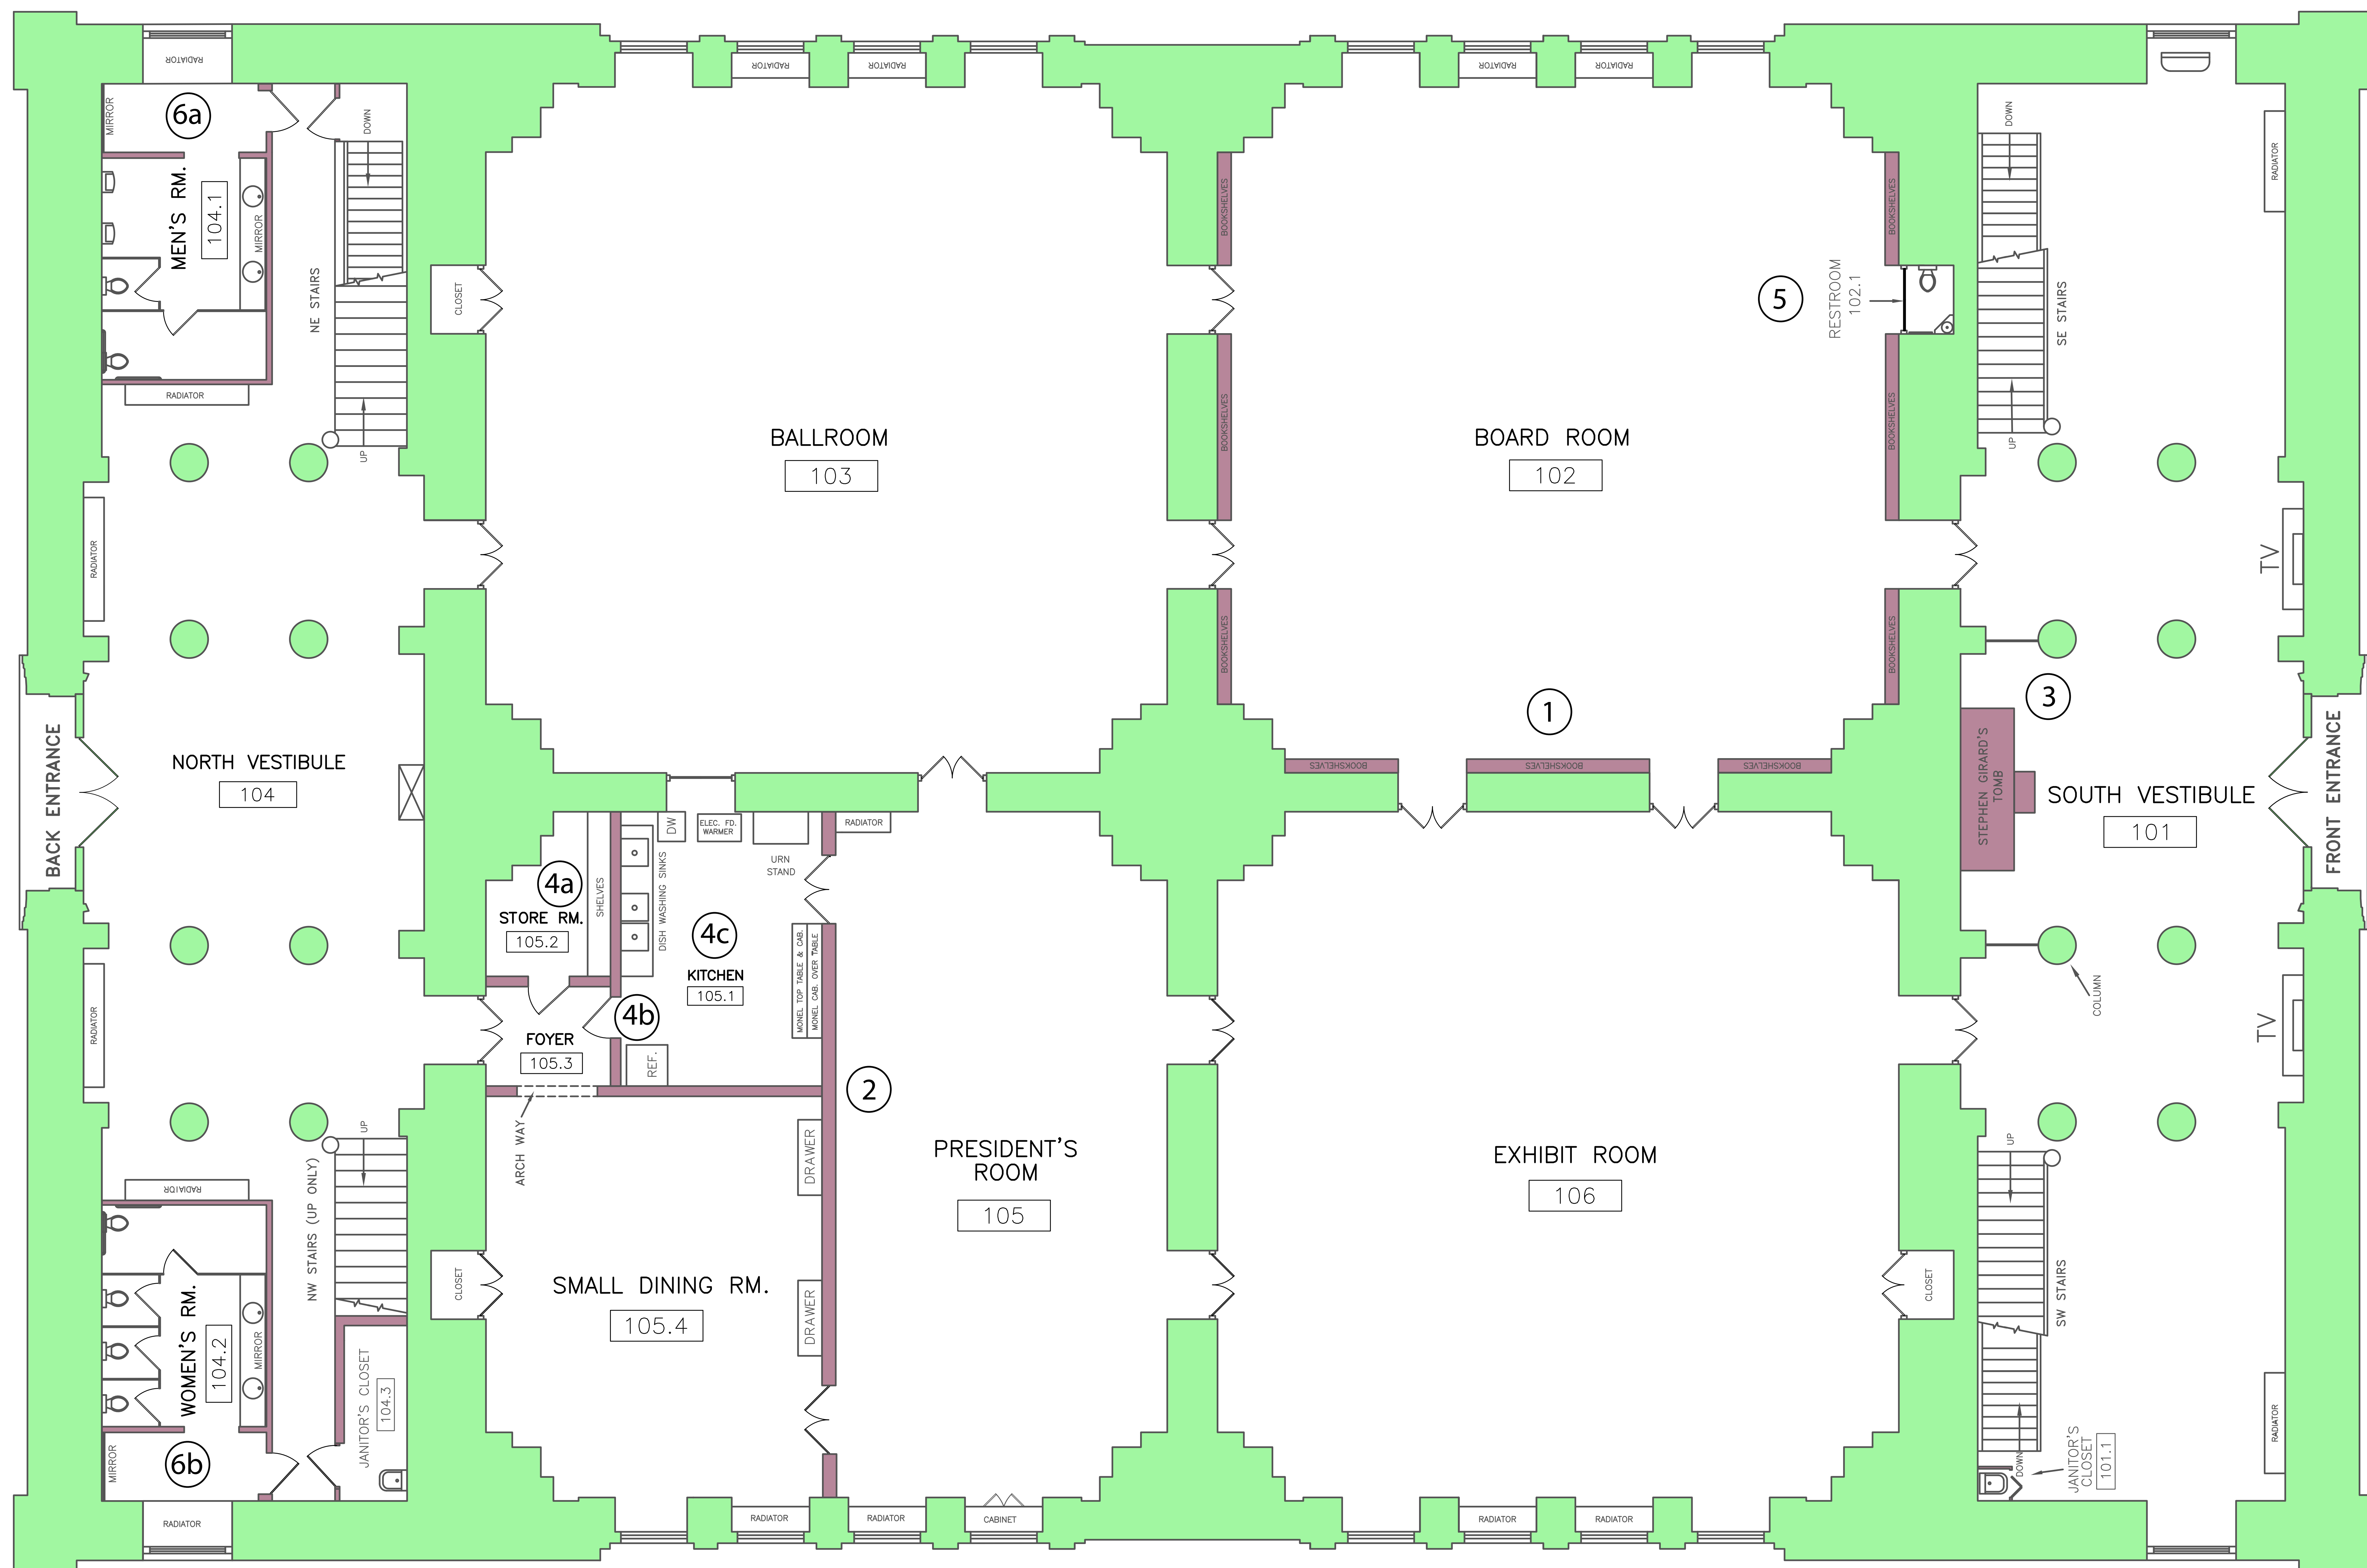 RADIATOR
RADIATOR
RADIATOR
RADIATOR
RADIATOR
MIRROR
6a
DOWN
MEN'S RM.
104.1
MIRROR
NE STAIRS
CLOSET
UP
RADIATOR
BOOKSHELVES
BOOKSHELVES
DOWN
RADIATOR
5
RESTROOM
102.1
SE STAIRS
UP
BALLROOM
103
BOOKSHELVES
BOARD ROOM
102
BOOKSHELVES
RADIATOR
TV
BOOKSHELVES
BOOKSHELVES
1
3
BOOKSHELVES
BOOKSHELVES
BOOKSHELVES
BACK ENTRANCE
NORTH VESTIBULE
104
STEPHEN GIRARD'S
TOMB
SOUTH VESTIBULE
101
FRONT ENTRANCE
DW
ELEC. FD.
WARMER
RADIATOR
URN
STAND
4a
STORE RM.
105.2
SHELVES
DISH WASHING SINKS
4c
KITCHEN
105.1
MONEL TOP TABLE & CAB.
MONEL CAB. OVER TABLE
4b
FOYER
105.3
REF.
RADIATOR
COLUMN
TV
2
ARCH WAY
UP
UP
DRAWER
PRESIDENT'S
ROOM
105
EXHIBIT ROOM
106
RADIATOR
NW STAIRS (UP ONLY)
SMALL DINING RM.
105.4
CLOSET
DRAWER
CLOSET
SW STAIRS
WOMEN'S RM.
104.2
MIRROR
JANITOR'S CLOSET
104.3
RADIATOR
6b
MIRROR
DOWN
JANITOR'S
CLOSET
101.1
RADIATOR
RADIATOR
RADIATOR
CABINET
RADIATOR
RADIATOR